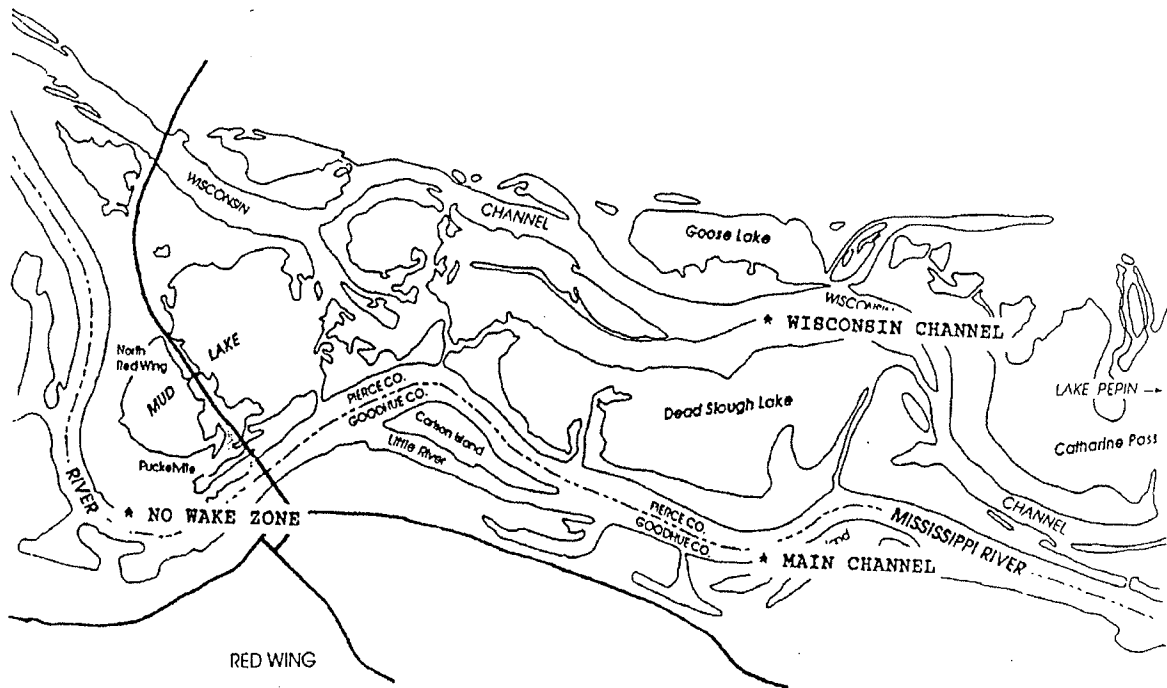 WISCONSIN
CHANNEL
Goose Lake
* WISCONSIN CHANNEL
North
Red Wing
MUD
LAKE
PIERCE CO.
GOODHUE CO.
Carlson Island
Little River
Dead Slough Lake
LAKE PEPIN →
Catharine Pass
RIVER
* NO WAKE ZONE
PIERCE CO.
GOODHUE CO.
MISSISSIPPI RIVER
CHANNEL
* MAIN CHANNEL
RED WING